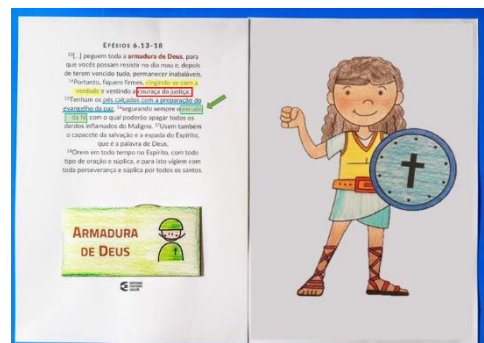 EFÉSIOS 6.13-18
¹³[...] peguem toda a armadura de Deus, para
que vocês possam resistir no dia mau e, depois
de terem vencido tudo, permanecer inabaláveis.
¹⁴Portanto, fiquem firmes, cingindo-se com a
verdade e vestindo a couraça da justiça.
¹⁵Tenham os pés calçados com a preparação do
evangelho da paz, ¹⁶segurando sempre o escudo
da fé, com o qual poderão apagar todos os
dardos inflamados do Maligno. ¹⁷Usem também
o capacete da salvação e a espada do Espírito,
que é a palavra de Deus.
¹⁸Orem em todo tempo no Espírito, com todo
tipo de oração e súplica, e para isto vigiem com
toda perseverança e súplica por todos os santos.
ARMADURA
DE DEUS